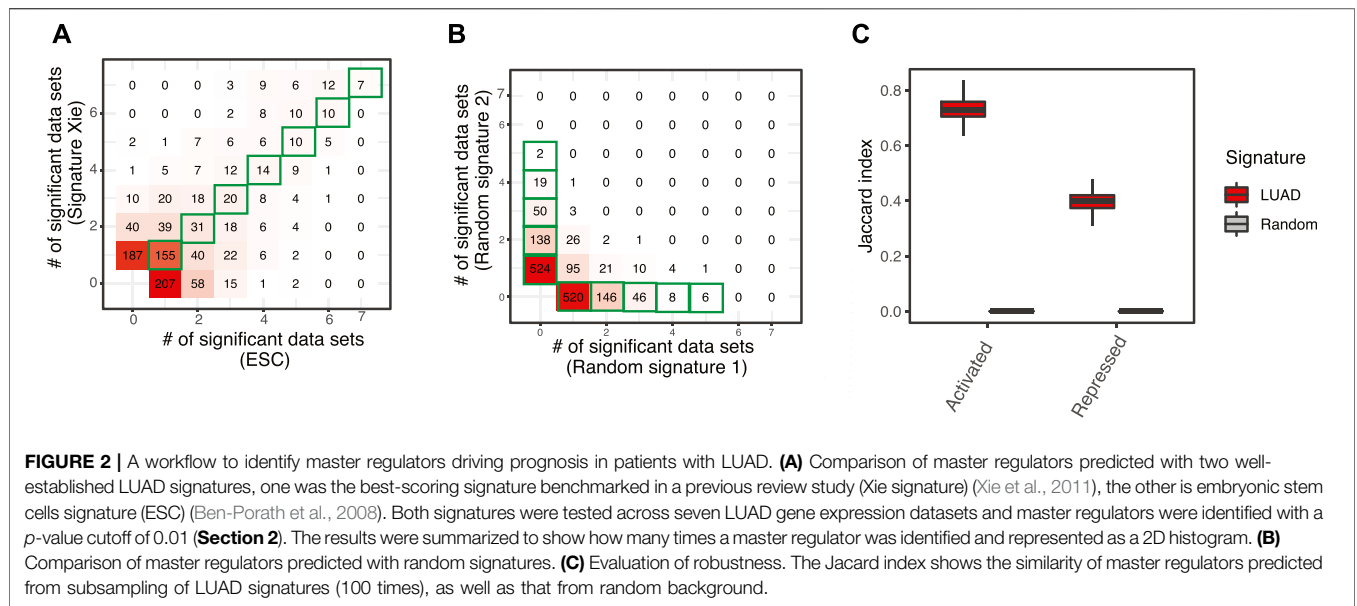 A
# of significant data sets
(Signature Xie)
0 0 0 3 9 6 12 7
6 0 0 0 2 8 10 10 0
2 1 7 6 6 10 5 0
4 1 5 7 12 14 9 1 0
10 20 18 20 8 4 1 0
2 40 39 31 18 6 4 0 0
187 155 40 22 6 2 0 0
0 207 58 15 1 2 0 0
0 2 4 6 7
# of significant data sets
(ESC)
B
# of significant data sets
(Random signature 2)
7 0 0 0 0 0 0 0 0
6 0 0 0 0 0 0 0 0
2 0 0 0 0 0 0 0
4 19 1 0 0 0 0 0 0
50 3 0 0 0 0 0 0
2 138 26 2 1 0 0 0 0
524 95 21 10 4 1 0 0
0 520 146 46 8 6 0 0
0 2 4 6 7
# of significant data sets
(Random signature 1)
C
Jaccard index
0.8
0.6
0.4
0.2
0.0
Activated
Repressed
Signature
LUAD
Random
FIGURE 2 | A workflow to identify master regulators driving prognosis in patients with LUAD. (A) Comparison of master regulators predicted with two well-
established LUAD signatures, one was the best-scoring signature benchmarked in a previous review study (Xie signature) (Xie et al., 2011), the other is embryonic stem
cells signature (ESC) (Ben-Porath et al., 2008). Both signatures were tested across seven LUAD gene expression datasets and master regulators were identified with a
p-value cutoff of 0.01 (Section 2). The results were summarized to show how many times a master regulator was identified and represented as a 2D histogram. (B)
Comparison of master regulators predicted with random signatures. (C) Evaluation of robustness. The Jacard index shows the similarity of master regulators predicted
from subsampling of LUAD signatures (100 times), as well as that from random background.